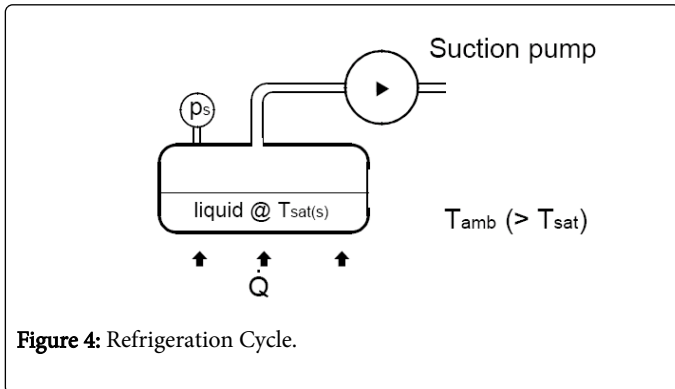 Suction pump
ps
liquid @ Tsat(s)
Tamb (> Tsat)
Q̇
Figure 4: Refrigeration Cycle.